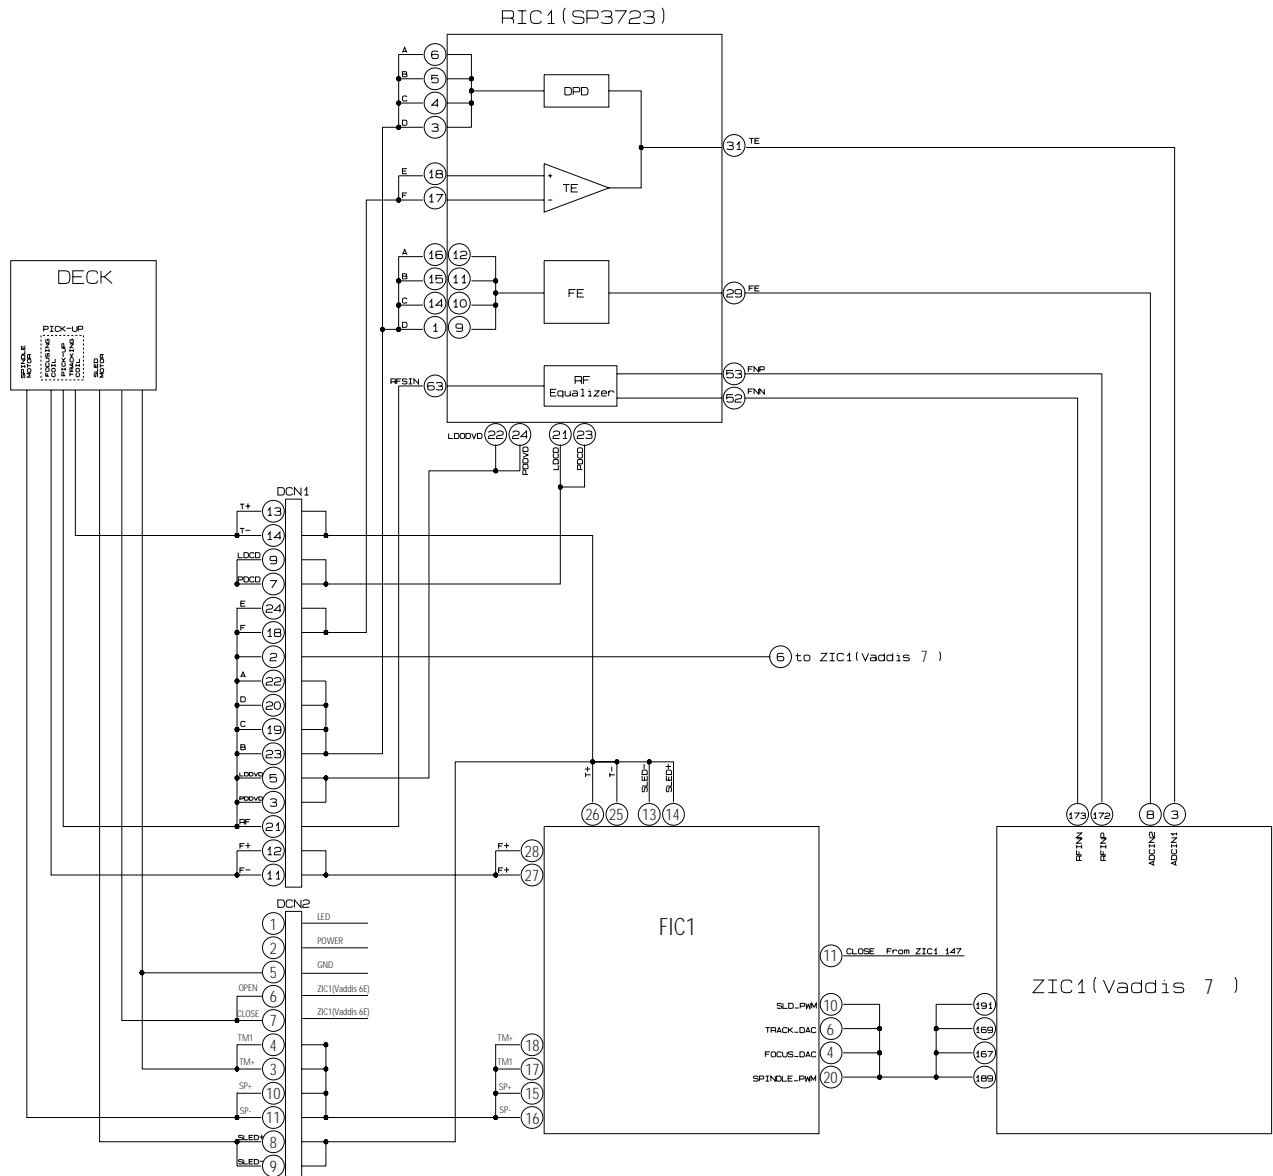 RIC1(SP3723)
A 6
B 5
C 4
D 3
DPD
31 TE
E 18 +
F 17 -
TE
A 16 12
B 15 11
C 14 10
D 1 9
FE
29 FE
RFSIN 63
RF
Equalizer
53 FNP
52 FNN
LDODVD 22 24 21 23
PDDVD
LDCD
PDCD
DECK
PICK-UP
SPINDLE
MOTOR
FOCUSING
COIL
PICK-UP
TRACKING
COIL
SLED
MOTOR
DCN1
T+ 13
T- 14
LDCD 9
PDCD 7
E 24
F 18
2
A 22
D 20
C 19
B 23
LDDVD 5
PDDVD 3
RF 21
F+ 12
F- 11
6 to ZIC1(Vaddis 7 )
T+
T-
SLED-
SLED+
26 25 13 14
F+ 28
F+ 27
FIC1
11 CLOSE From ZIC1 147
SLD_PWM 10
TRACK_DAC 6
FOCUS_DAC 4
SPINDLE_PWM 20
TM+ 18
TM1 17
SP+ 15
SP- 16
173 172 8 3
RFINN
RFINP
ADCIN2
ADCIN1
ZIC1(Vaddis 7 )
191
169
167
189
DCN2
1 LED
2 POWER
5 GND
OPEN 6 ZIC1(Vaddis 6E)
CLOSE 7 ZIC1(Vaddis 6E)
TM1 4
TM+ 3
SP+ 10
SP- 11
SLED+ 8
SLED- 9